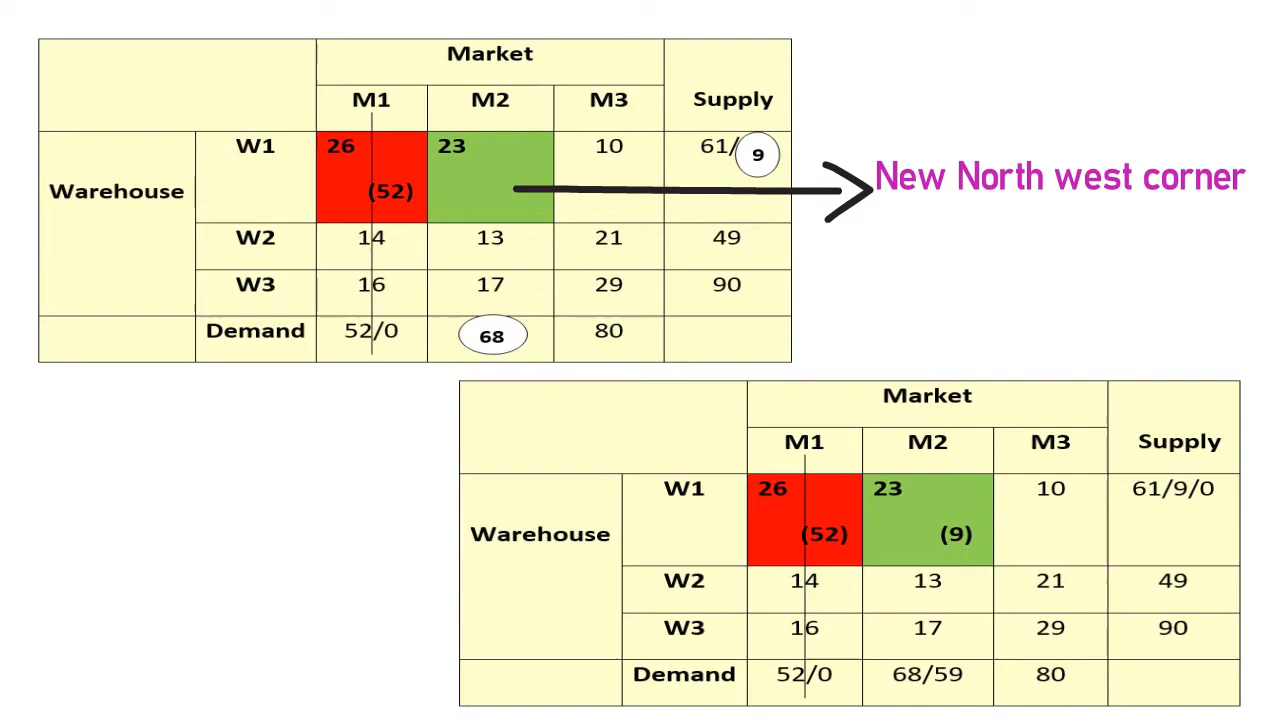 Market
M1 M2 M3 Supply
W1 26 23 10 61/ 9
New North west corner
Warehouse (52)
W2 14 13 21 49
W3 16 17 29 90
Demand 52/0 68 80
Market
M1 M2 M3 Supply
W1 26 23 10 61/9/0
Warehouse (52) (9)
W2 14 13 21 49
W3 16 17 29 90
Demand 52/0 68/59 80